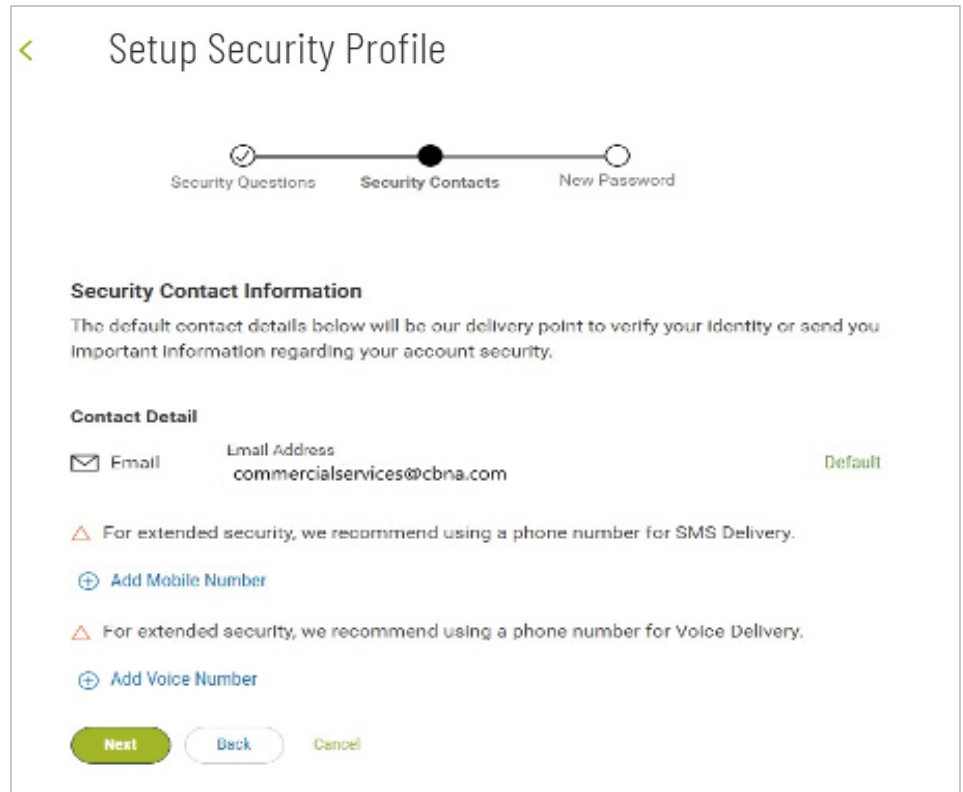 Setup Security Profile
Security Questions Security Contacts New Password
Security Contact Information
The default contact details below will be our delivery point to verify your identity or send you
important information regarding your account security.
Contact Detail
Email Address
Email commercialservices@cbna.com Default
For extended security, we recommend using a phone number for SMS Delivery.
Add Mobile Number
For extended security, we recommend using a phone number for Voice Delivery.
Add Voice Number
Next Back Cancel